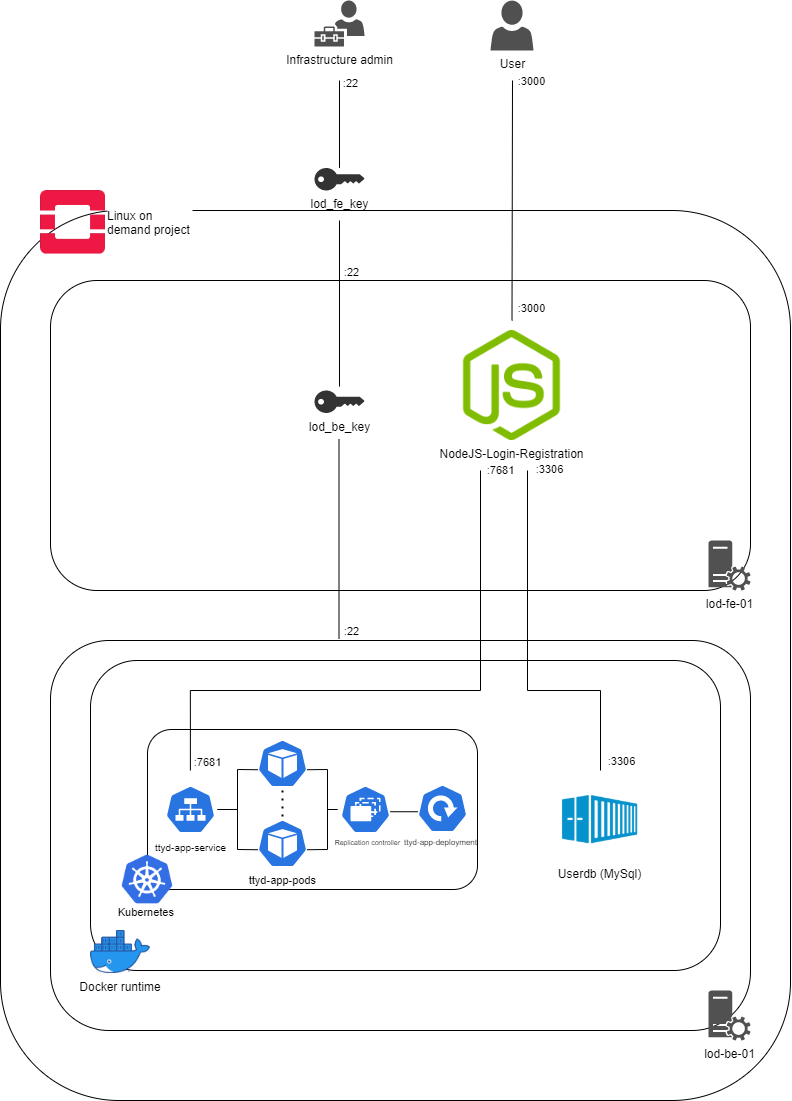 Infrastructure admin
User
:22
:3000
lod_fe_key
Linux on
demand project
:22
:3000
JS
lod_be_key
NodeJS-Login-Registration
:7681
:3306
lod-fe-01
:22
:7681
:3306
ttyd-app-service
Replication controller
ttyd-app-deployment
ttyd-app-pods
Userdb (MySql)
Kubernetes
Docker runtime
lod-be-01